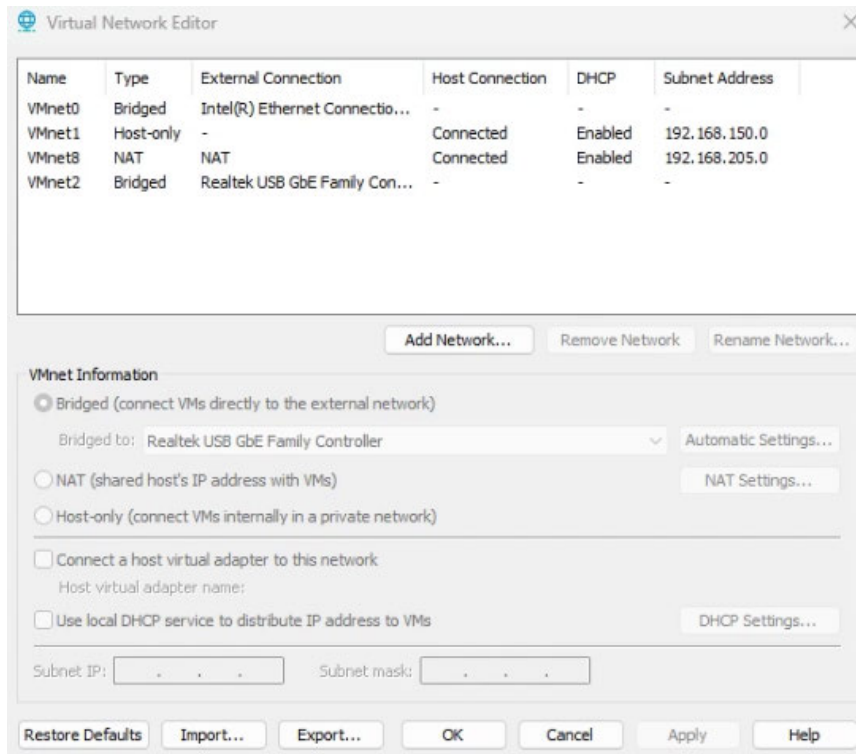 Virtual Network Editor
Name Type External Connection Host Connection DHCP Subnet Address
VMnet0 Bridged Intel(R) Ethernet Connectio... - - -
VMnet1 Host-only - Connected Enabled 192.168.150.0
VMnet8 NAT NAT Connected Enabled 192.168.205.0
VMnet2 Bridged Realtek USB GbE Family Con... - - -
Add Network... Remove Network Rename Network...
VMnet Information
Bridged (connect VMs directly to the external network)
Bridged to: Realtek USB GbE Family Controller Automatic Settings...
NAT (shared host's IP address with VMs) NAT Settings...
Host-only (connect VMs internally in a private network)
Connect a host virtual adapter to this network
Host virtual adapter name:
Use local DHCP service to distribute IP address to VMs DHCP Settings...
Subnet IP: . . . Subnet mask: . . .
Restore Defaults Import... Export... OK Cancel Apply Help